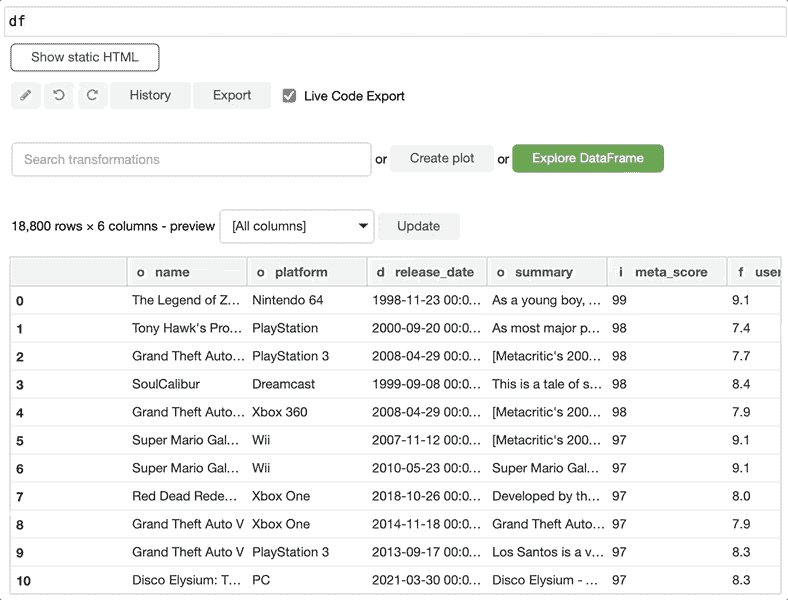 df
Show static HTML
History Export Live Code Export
Search transformations or Create plot or Explore DataFrame
18,800 rows × 6 columns - preview [All columns] Update
o name o platform d release_date o summary i meta_score f user
0 The Legend of Z... Nintendo 64 1998-11-23 00:0... As a young boy, ... 99 9.1
1 Tony Hawk's Pro... PlayStation 2000-09-20 00:0... As most major p... 98 7.4
2 Grand Theft Auto... PlayStation 3 2008-04-29 00:0... [Metacritic's 200... 98 7.7
3 SoulCalibur Dreamcast 1999-09-08 00:0... This is a tale of s... 98 8.4
4 Grand Theft Auto... Xbox 360 2008-04-29 00:0... [Metacritic's 200... 98 7.9
5 Super Mario Gal... Wii 2007-11-12 00:0... [Metacritic's 200... 97 9.1
6 Super Mario Gal... Wii 2010-05-23 00:0... Super Mario Gal... 97 9.1
7 Red Dead Rede... Xbox One 2018-10-26 00:0... Developed by th... 97 8.0
8 Grand Theft Auto V Xbox One 2014-11-18 00:0... Grand Theft Auto... 97 7.9
9 Grand Theft Auto V PlayStation 3 2013-09-17 00:0... Los Santos is a v... 97 8.3
10 Disco Elysium: T... PC 2021-03-30 00:0... Disco Elysium - ... 97 8.3